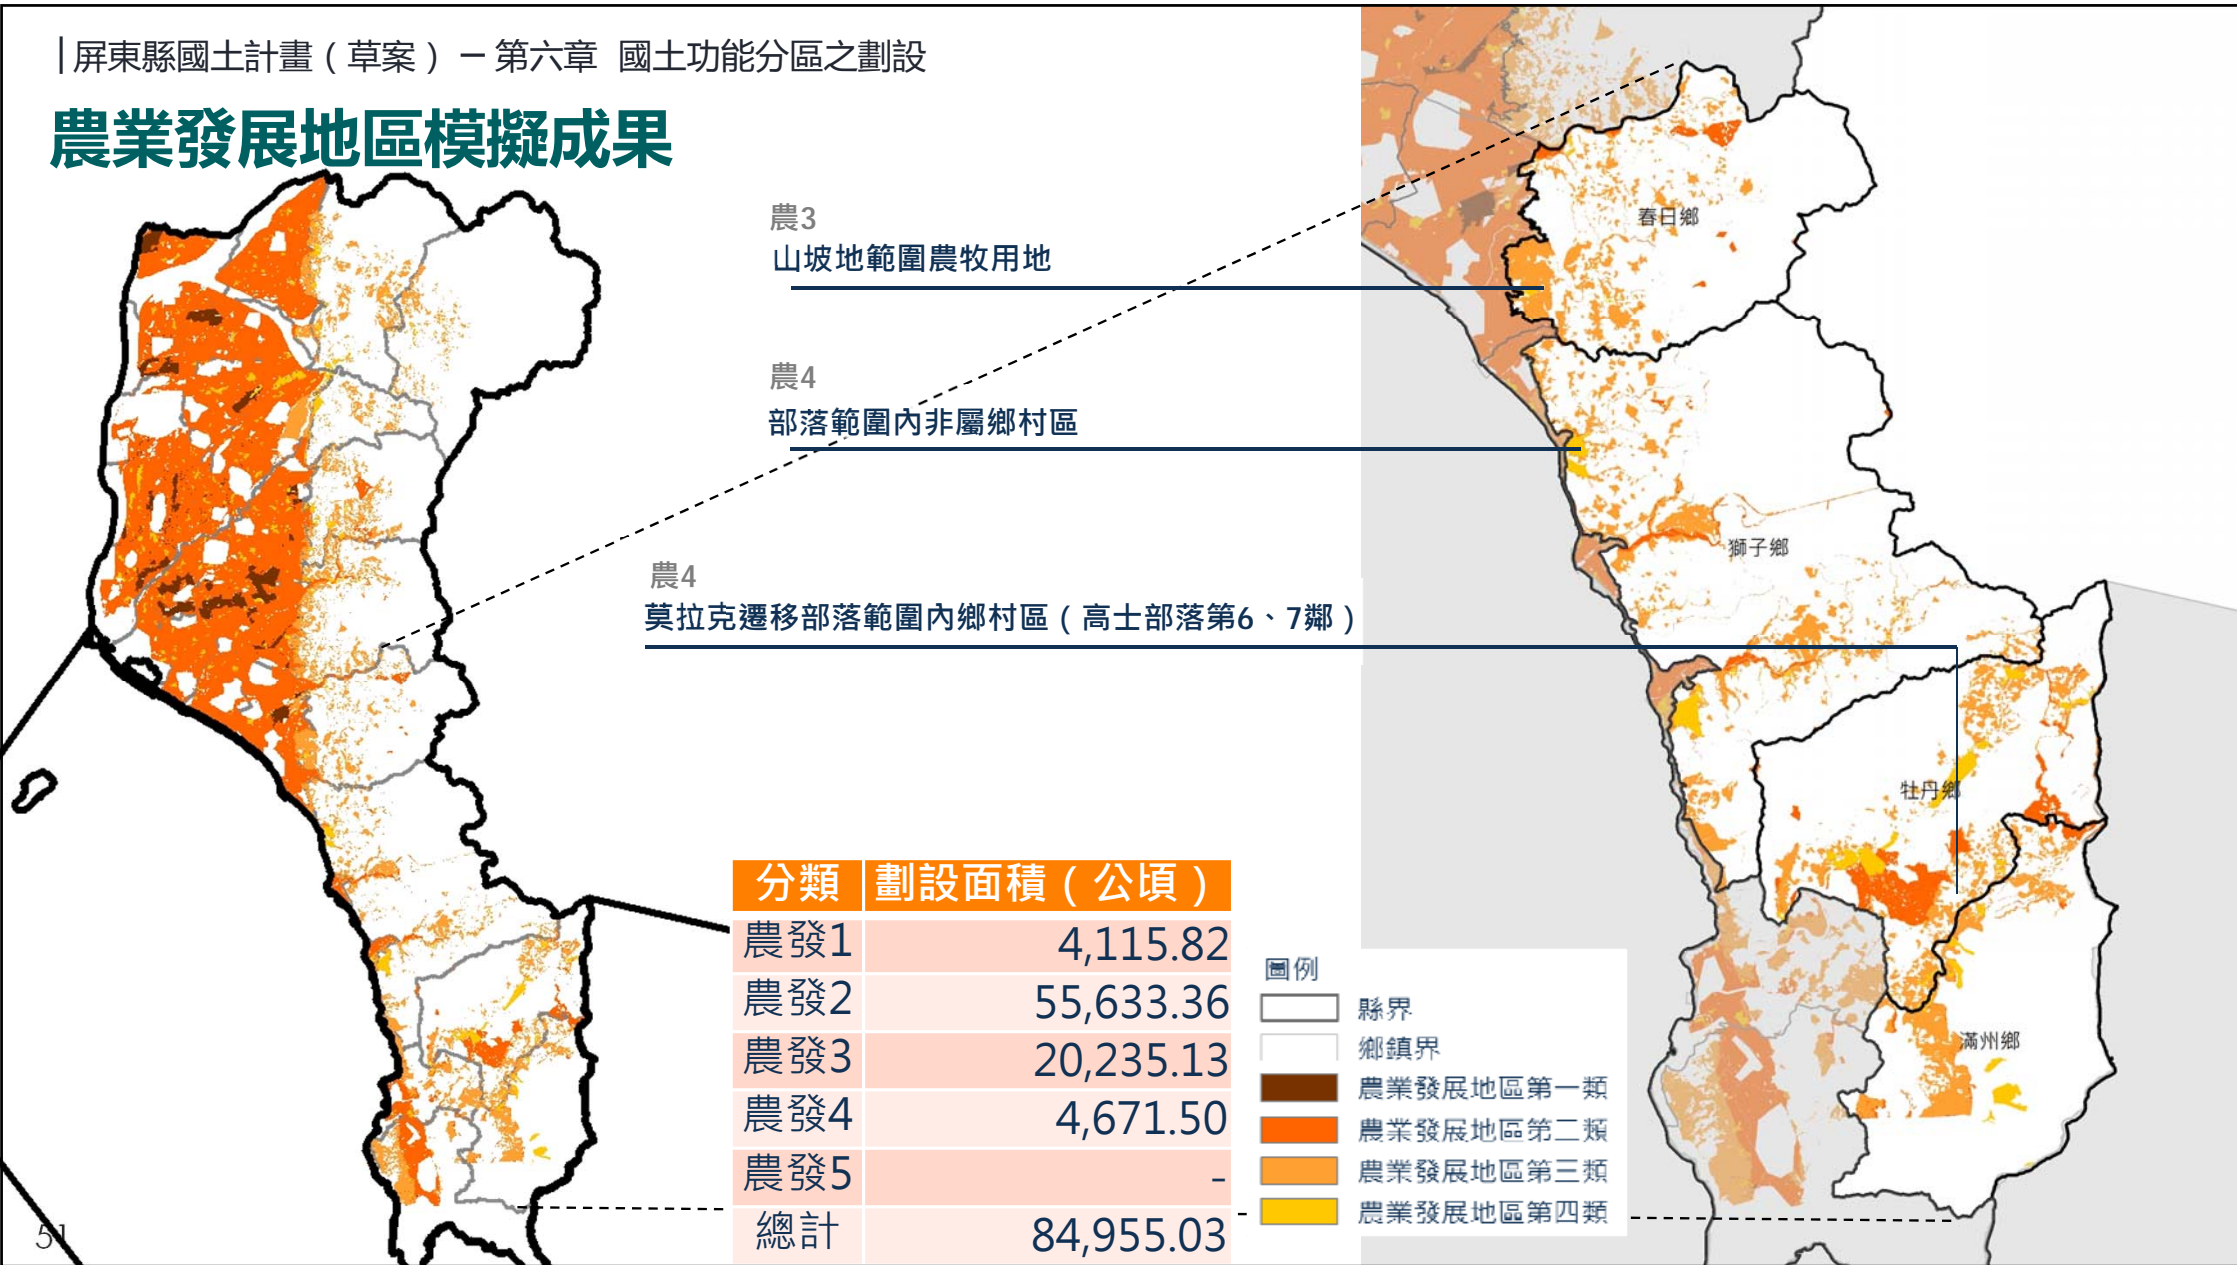 屏東縣國土計畫（草案）－第六章 國土功能分區之劃設
農業發展地區模擬成果
農3
山坡地範圍農牧用地
農4
部落範圍內非屬鄉村區
農4
莫拉克遷移部落範圍內鄉村區（高士部落第6、7鄰）
春日鄉
獅子鄉
牡丹鄉
滿州鄉
分類 劃設面積（公頃）
農發1 4,115.82
農發2 55,633.36
農發3 20,235.13
農發4 4,671.50
農發5 -
總計 84,955.03
圖例
縣界
鄉鎮界
農業發展地區第一類
農業發展地區第二類
農業發展地區第三類
農業發展地區第四類
51